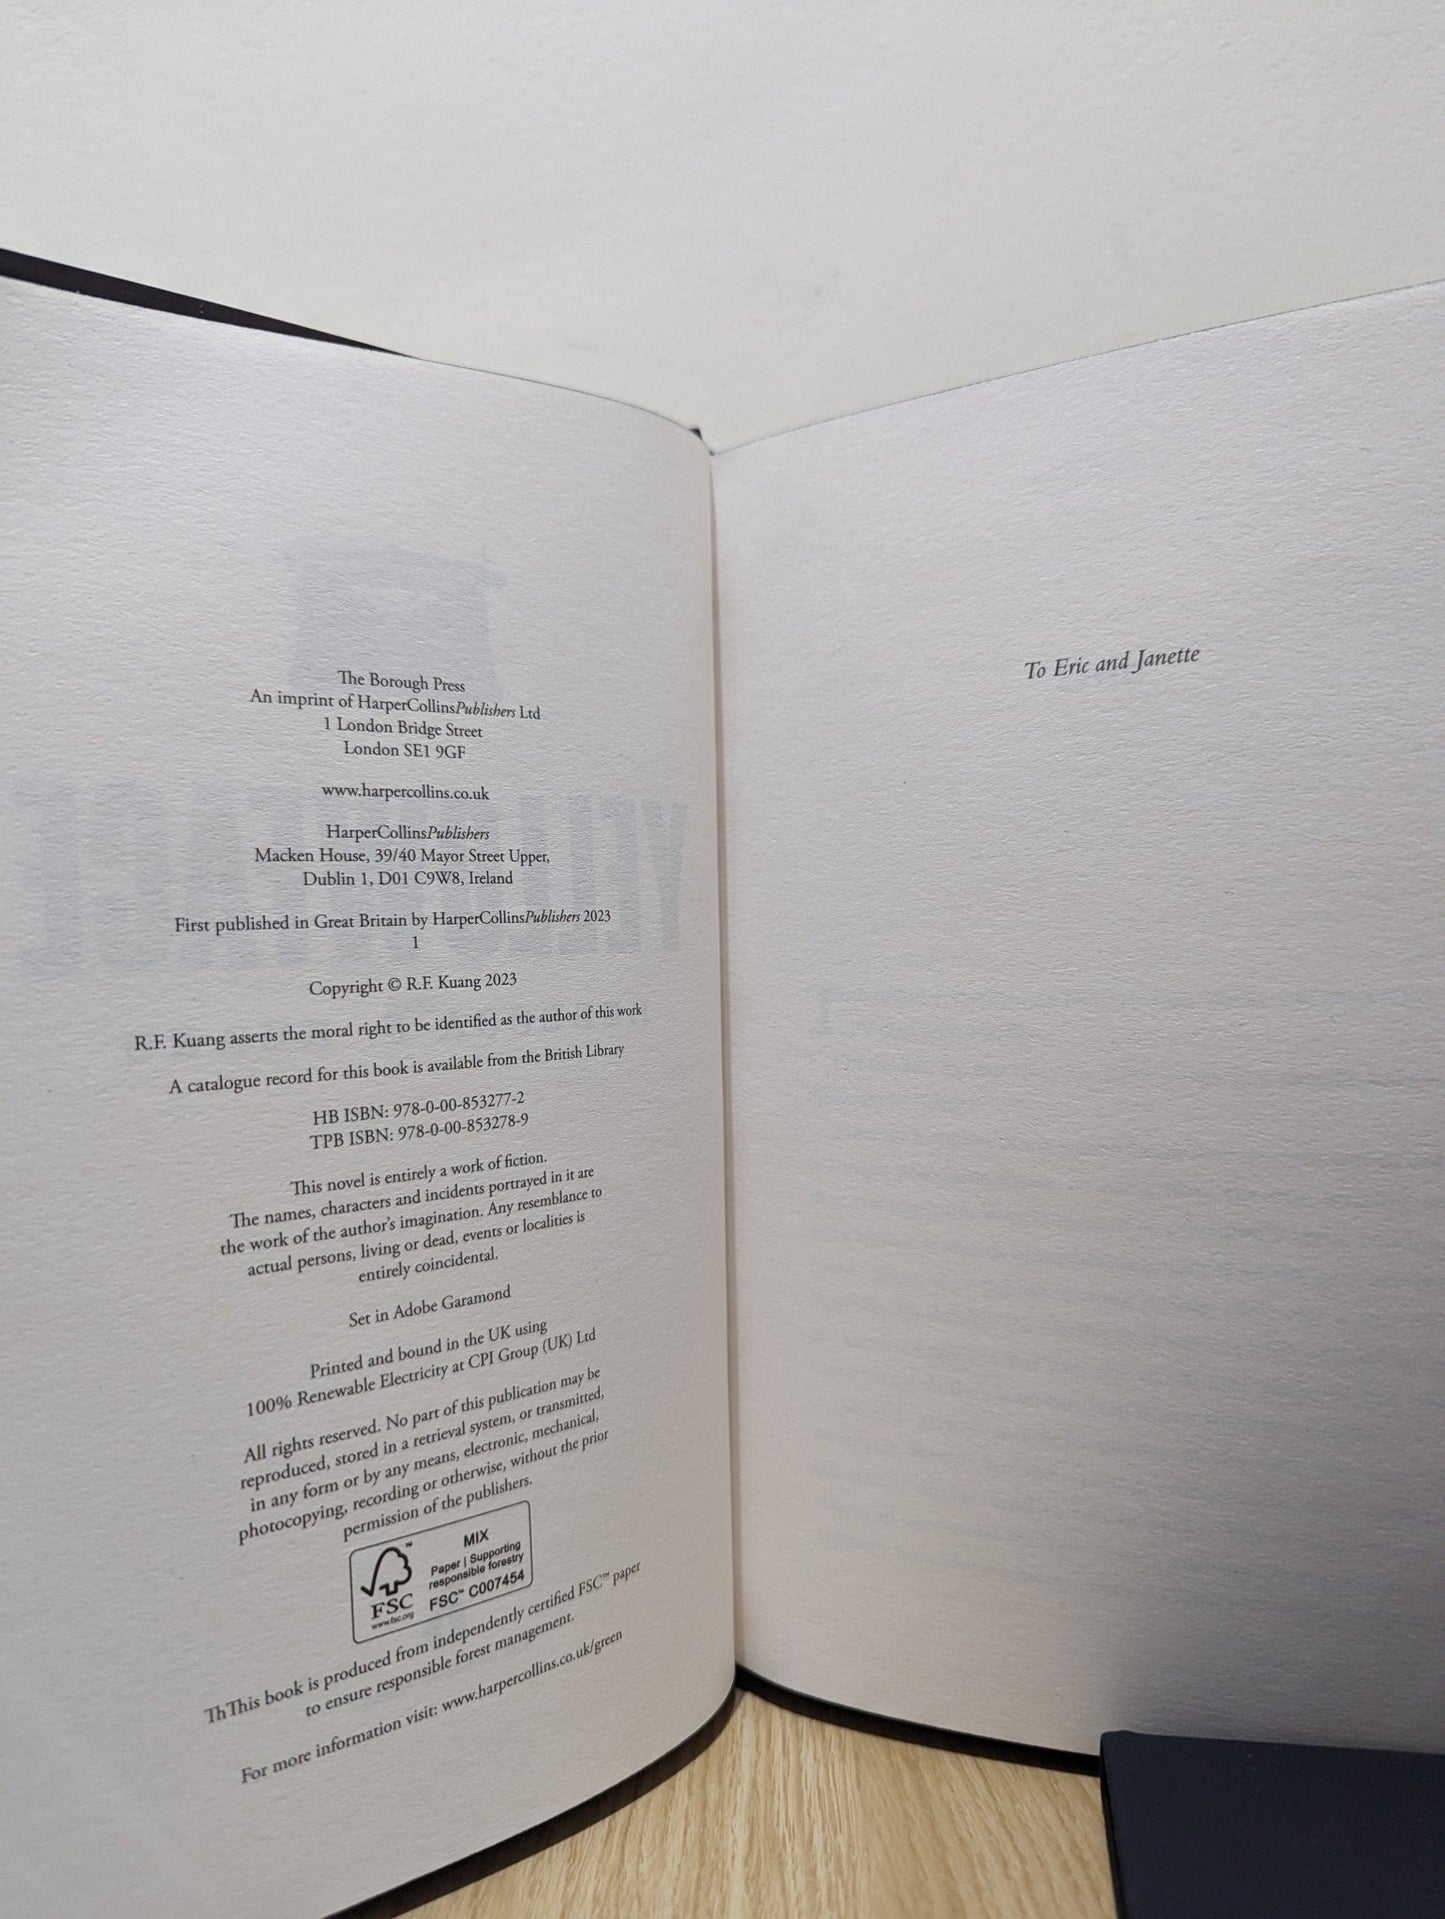 The Borough Press
An imprint of HarperCollinsPublishers Ltd
1 London Bridge Street
London SE1 9GF
www.harpercollins.co.uk
HarperCollinsPublishers
Macken House, 39/40 Mayor Street Upper,
Dublin 1, D01 C9W8, Ireland
First published in Great Britain by HarperCollinsPublishers 2023
1
Copyright © R.F. Kuang 2023
R.F. Kuang asserts the moral right to be identified as the author of this work
A catalogue record for this book is available from the British Library
HB ISBN: 978-0-00-853277-2
TPB ISBN: 978-0-00-853278-9
This novel is entirely a work of fiction.
The names, characters and incidents portrayed in it are
the work of the author's imagination. Any resemblance to
actual persons, living or dead, events or localities is
entirely coincidental.
Set in Adobe Garamond
Printed and bound in the UK using
100% Renewable Electricity at CPI Group (UK) Ltd
All rights reserved. No part of this publication may be
reproduced, stored in a retrieval system, or transmitted,
in any form or by any means, electronic, mechanical,
photocopying, recording or otherwise, without the prior
permission of the publishers.
FSC™
www.fsc.org
MIX
Paper | Supporting
responsible forestry
FSC™ C007454
ThThis book is produced from independently certified FSC™ paper
to ensure responsible forest management.
For more information visit: www.harpercollins.co.uk/green
To Eric and Janette